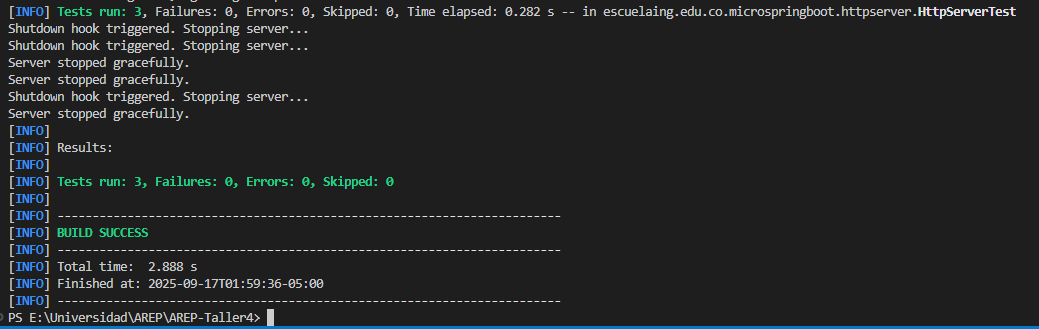 [INFO] Tests run: 3, Failures: 0, Errors: 0, Skipped: 0, Time elapsed: 0.282 s -- in escuelaing.edu.co.microspringboot.httpserver.HttpServerTest
Shutdown hook triggered. Stopping server...
Shutdown hook triggered. Stopping server...
Server stopped gracefully.
Server stopped gracefully.
Shutdown hook triggered. Stopping server...
Server stopped gracefully.
[INFO]
[INFO] Results:
[INFO]
[INFO] Tests run: 3, Failures: 0, Errors: 0, Skipped: 0
[INFO]
[INFO] ------------------------------------------------------------------------
[INFO] BUILD SUCCESS
[INFO] ------------------------------------------------------------------------
[INFO] Total time:  2.888 s
[INFO] Finished at: 2025-09-17T01:59:36-05:00
[INFO] ------------------------------------------------------------------------
PS E:\Universidad\AREP\AREP-Taller4>